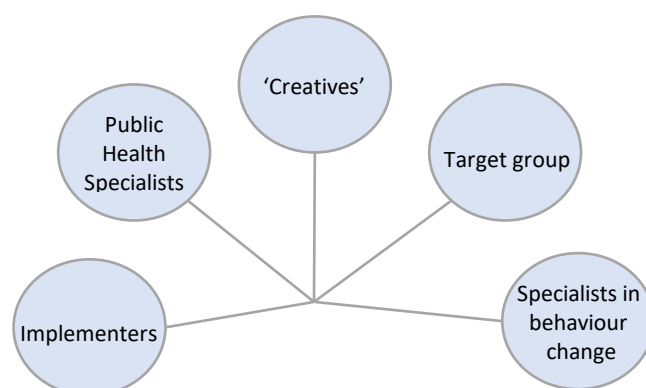 ‘Creatives’
Public
Health
Specialists
Target group
Implementers
Specialists in
behaviour
change